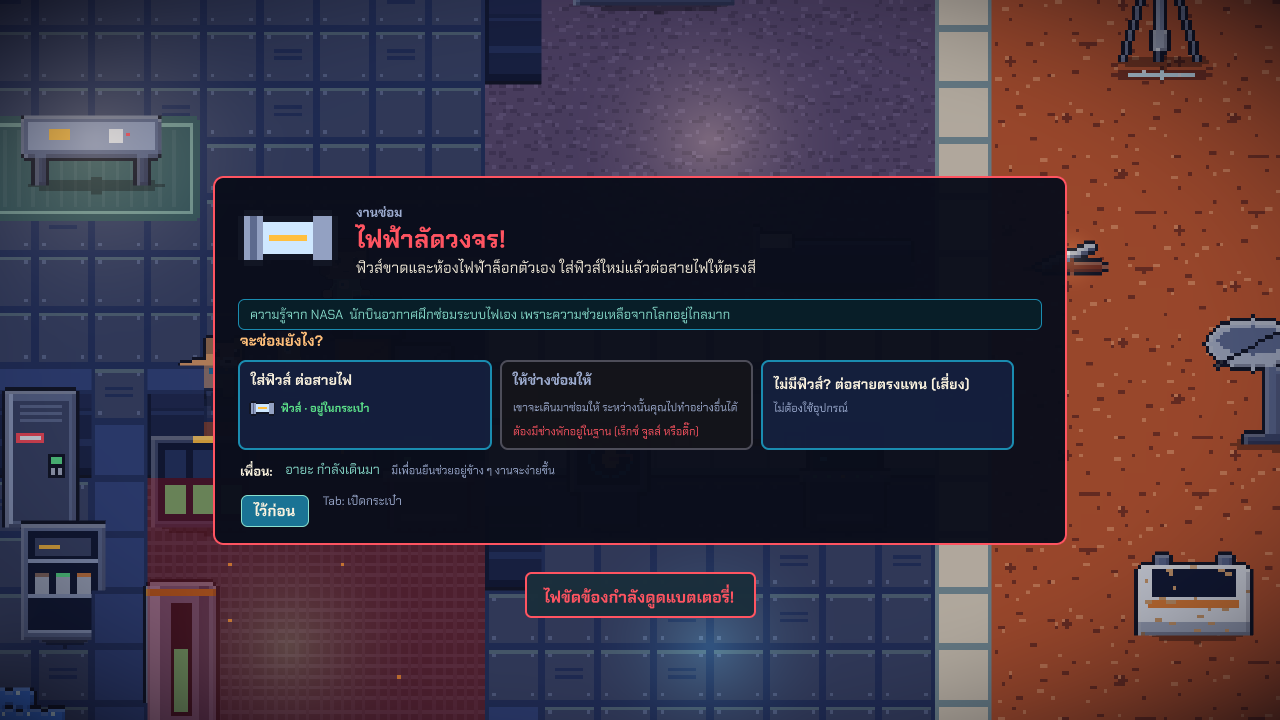 งานซ่อม
ไฟฟ้าลัดวงจร!
ฟิวส์ขาดและห้องไฟฟ้าล็อกตัวเอง ใส่ฟิวส์ใหม่แล้วต่อสายไฟให้ตรงสี
ความรู้จาก NASA นักบินอวกาศฝึกซ่อมระบบไฟเอง เพราะความช่วยเหลือจากโลกอยู่ไกลมาก
จะซ่อมยังไง?
ใส่ฟิวส์ ต่อสายไฟ
ฟิวส์ · อยู่ในกระเป๋า
ให้ช่างซ่อมให้
เขาจะเดินมาซ่อมให้ ระหว่างนั้นคุณไปทำอย่างอื่นได้
ต้องมีช่างพักอยู่ในฐาน (เร็กซ์ จูลส์ หรือติ๊ก)
ไม่มีฟิวส์? ต่อสายตรงแทน (เสี่ยง)
ไม่ต้องใช้อุปกรณ์
เพื่อน: อายะ กำลังเดินมา มีเพื่อนยืนช่วยอยู่ข้าง ๆ งานจะง่ายขึ้น
ไว้ก่อน
Tab: เปิดกระเป๋า
ไฟขัดข้องกำลังดูดแบตเตอรี่!